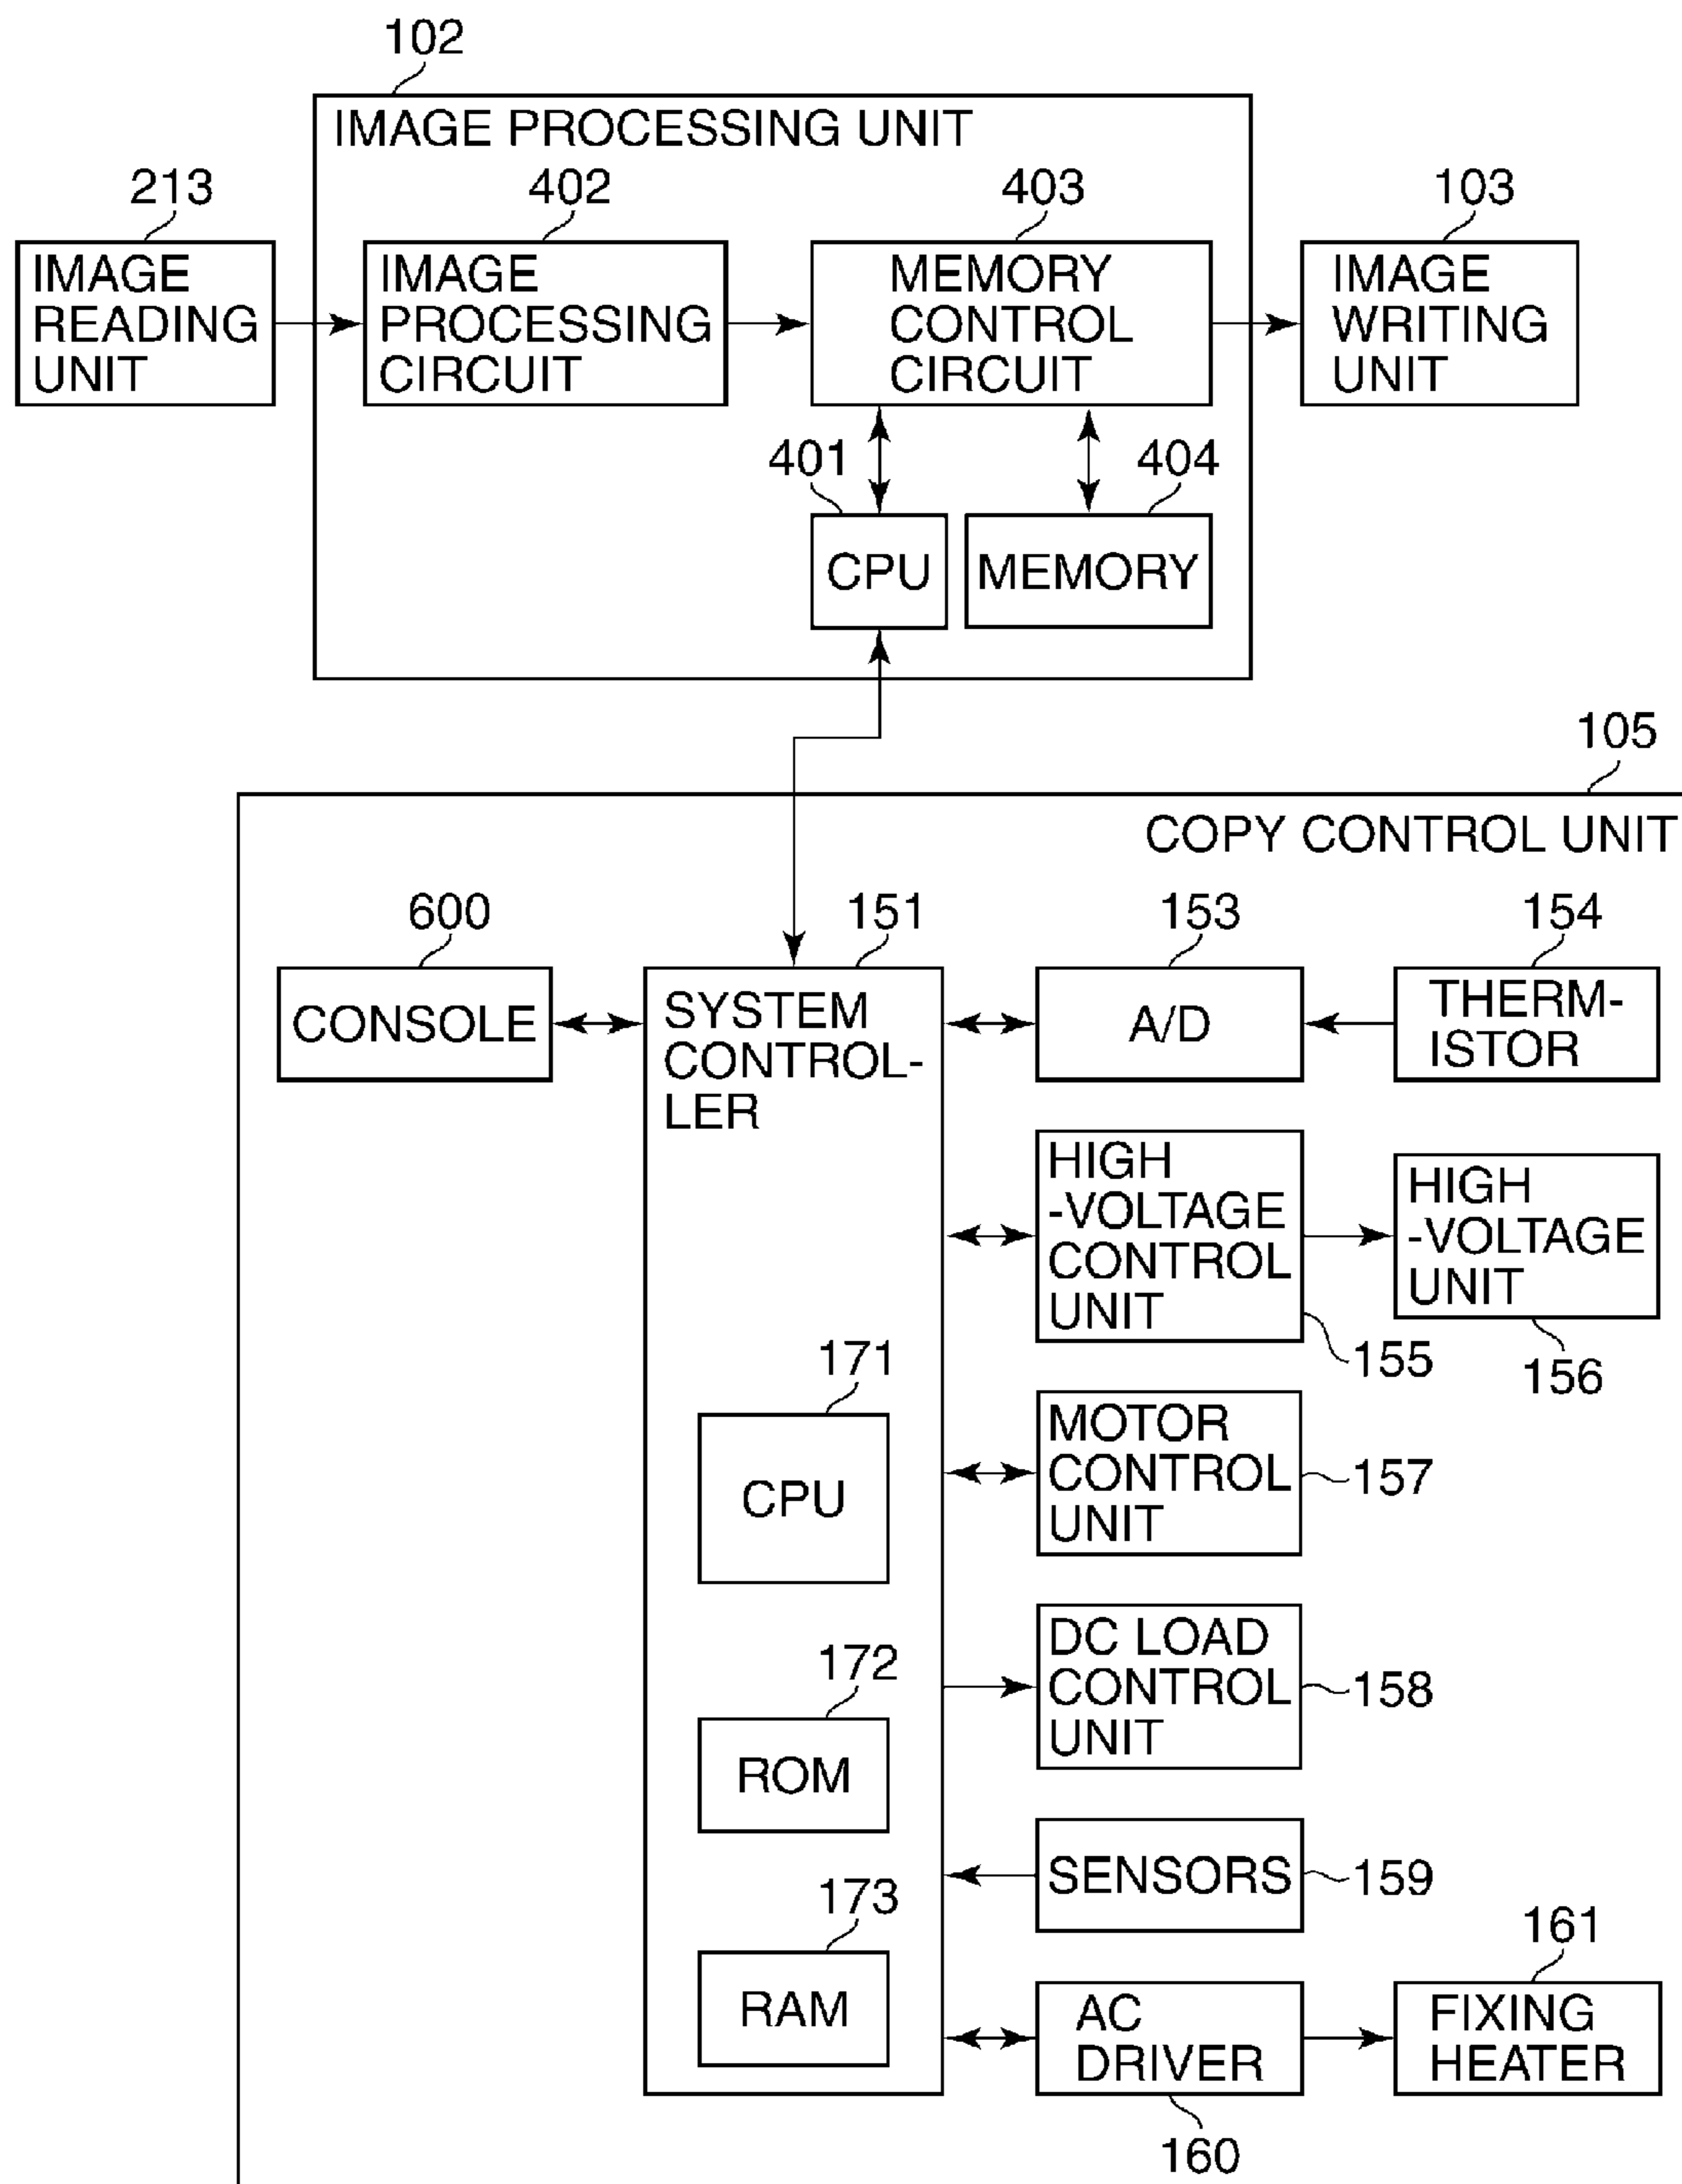 102
IMAGE PROCESSING UNIT
213
402
403
103
IMAGE
READING
UNIT
IMAGE
PROCESSING
CIRCUIT
MEMORY
CONTROL
CIRCUIT
IMAGE
WRITING
UNIT
401
404
CPU
MEMORY
105
COPY CONTROL UNIT
600
151
153
154
CONSOLE
SYSTEM
CONTROL-
LER
A/D
THERM-
ISTOR
HIGH
-VOLTAGE
CONTROL
UNIT
HIGH
-VOLTAGE
UNIT
155
156
171
CPU
MOTOR
CONTROL
UNIT
157
172
ROM
DC LOAD
CONTROL
UNIT
158
SENSORS
159
173
RAM
161
AC
DRIVER
FIXING
HEATER
160